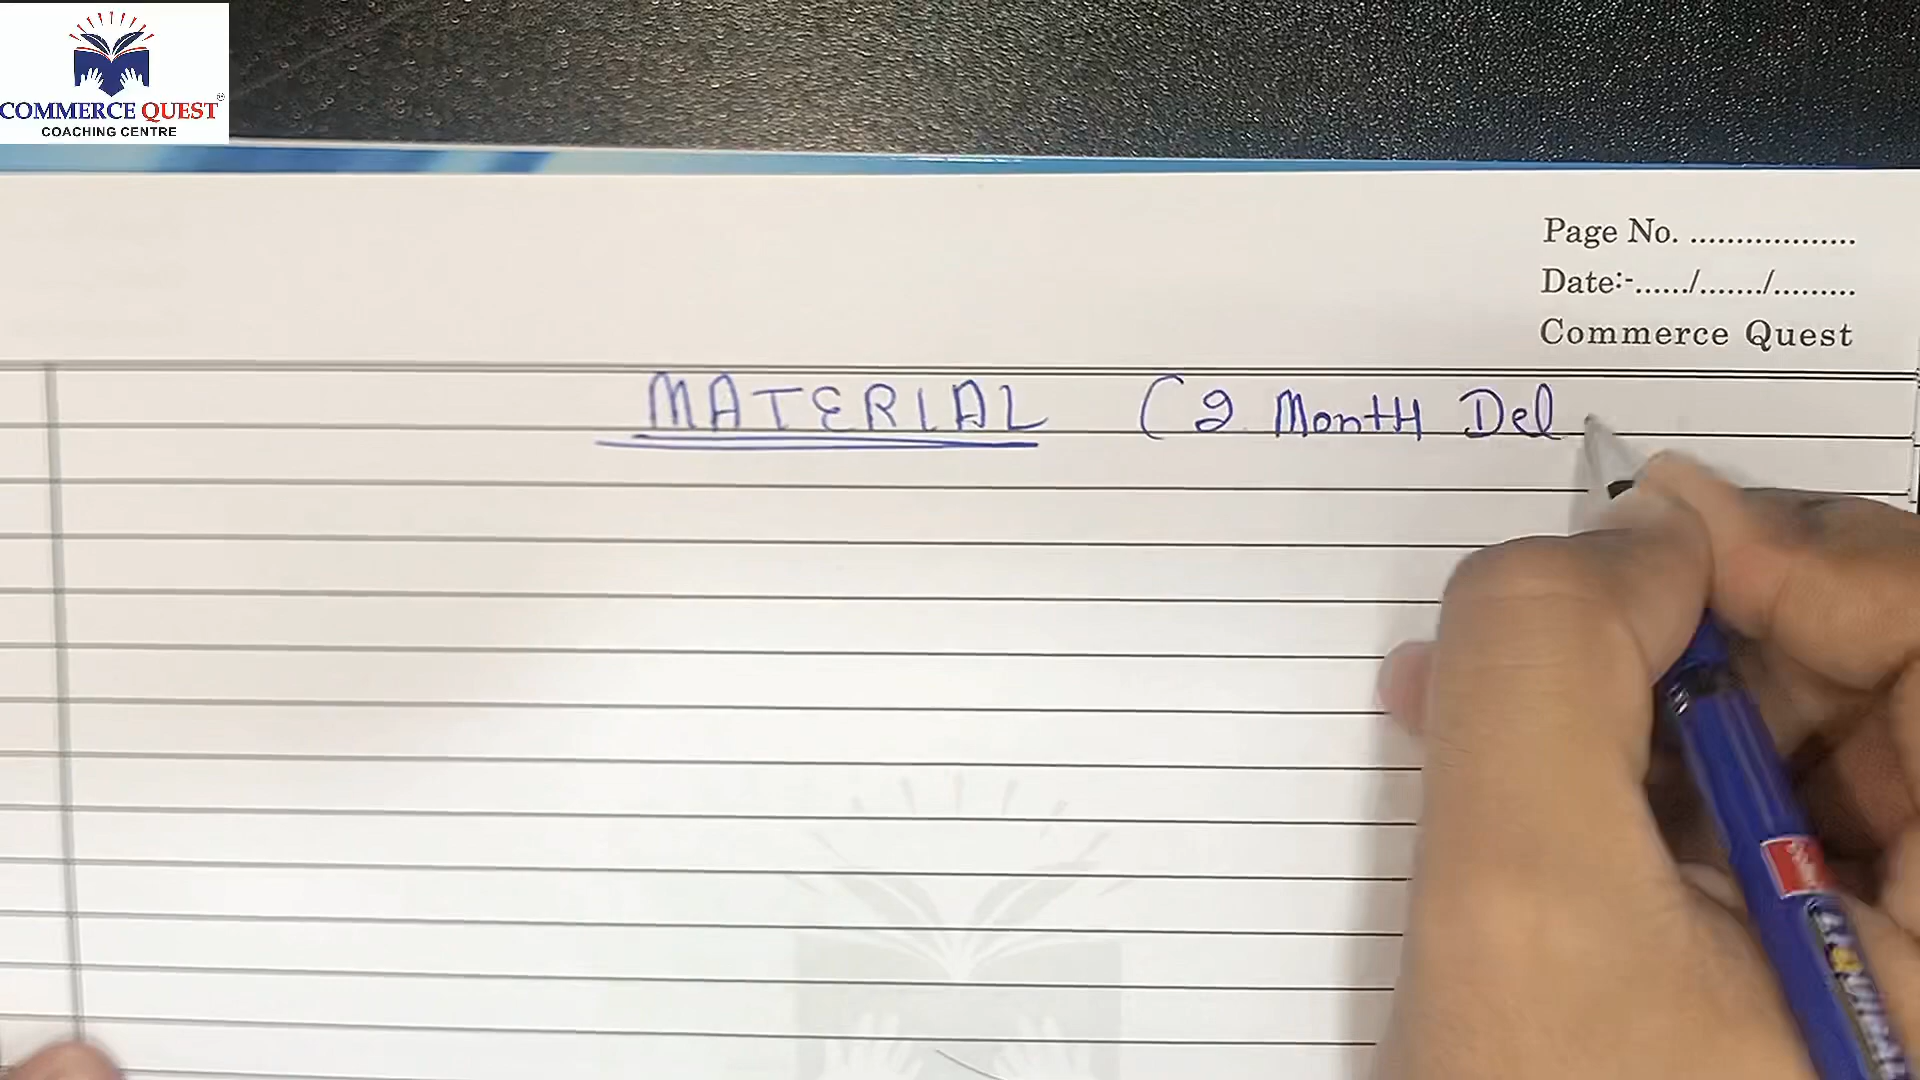 COMMERCE QUEST
COACHING CENTRE
Page No. ..................
Date:-....../......./.........
Commerce Quest
MATERIAL (2 Month Del